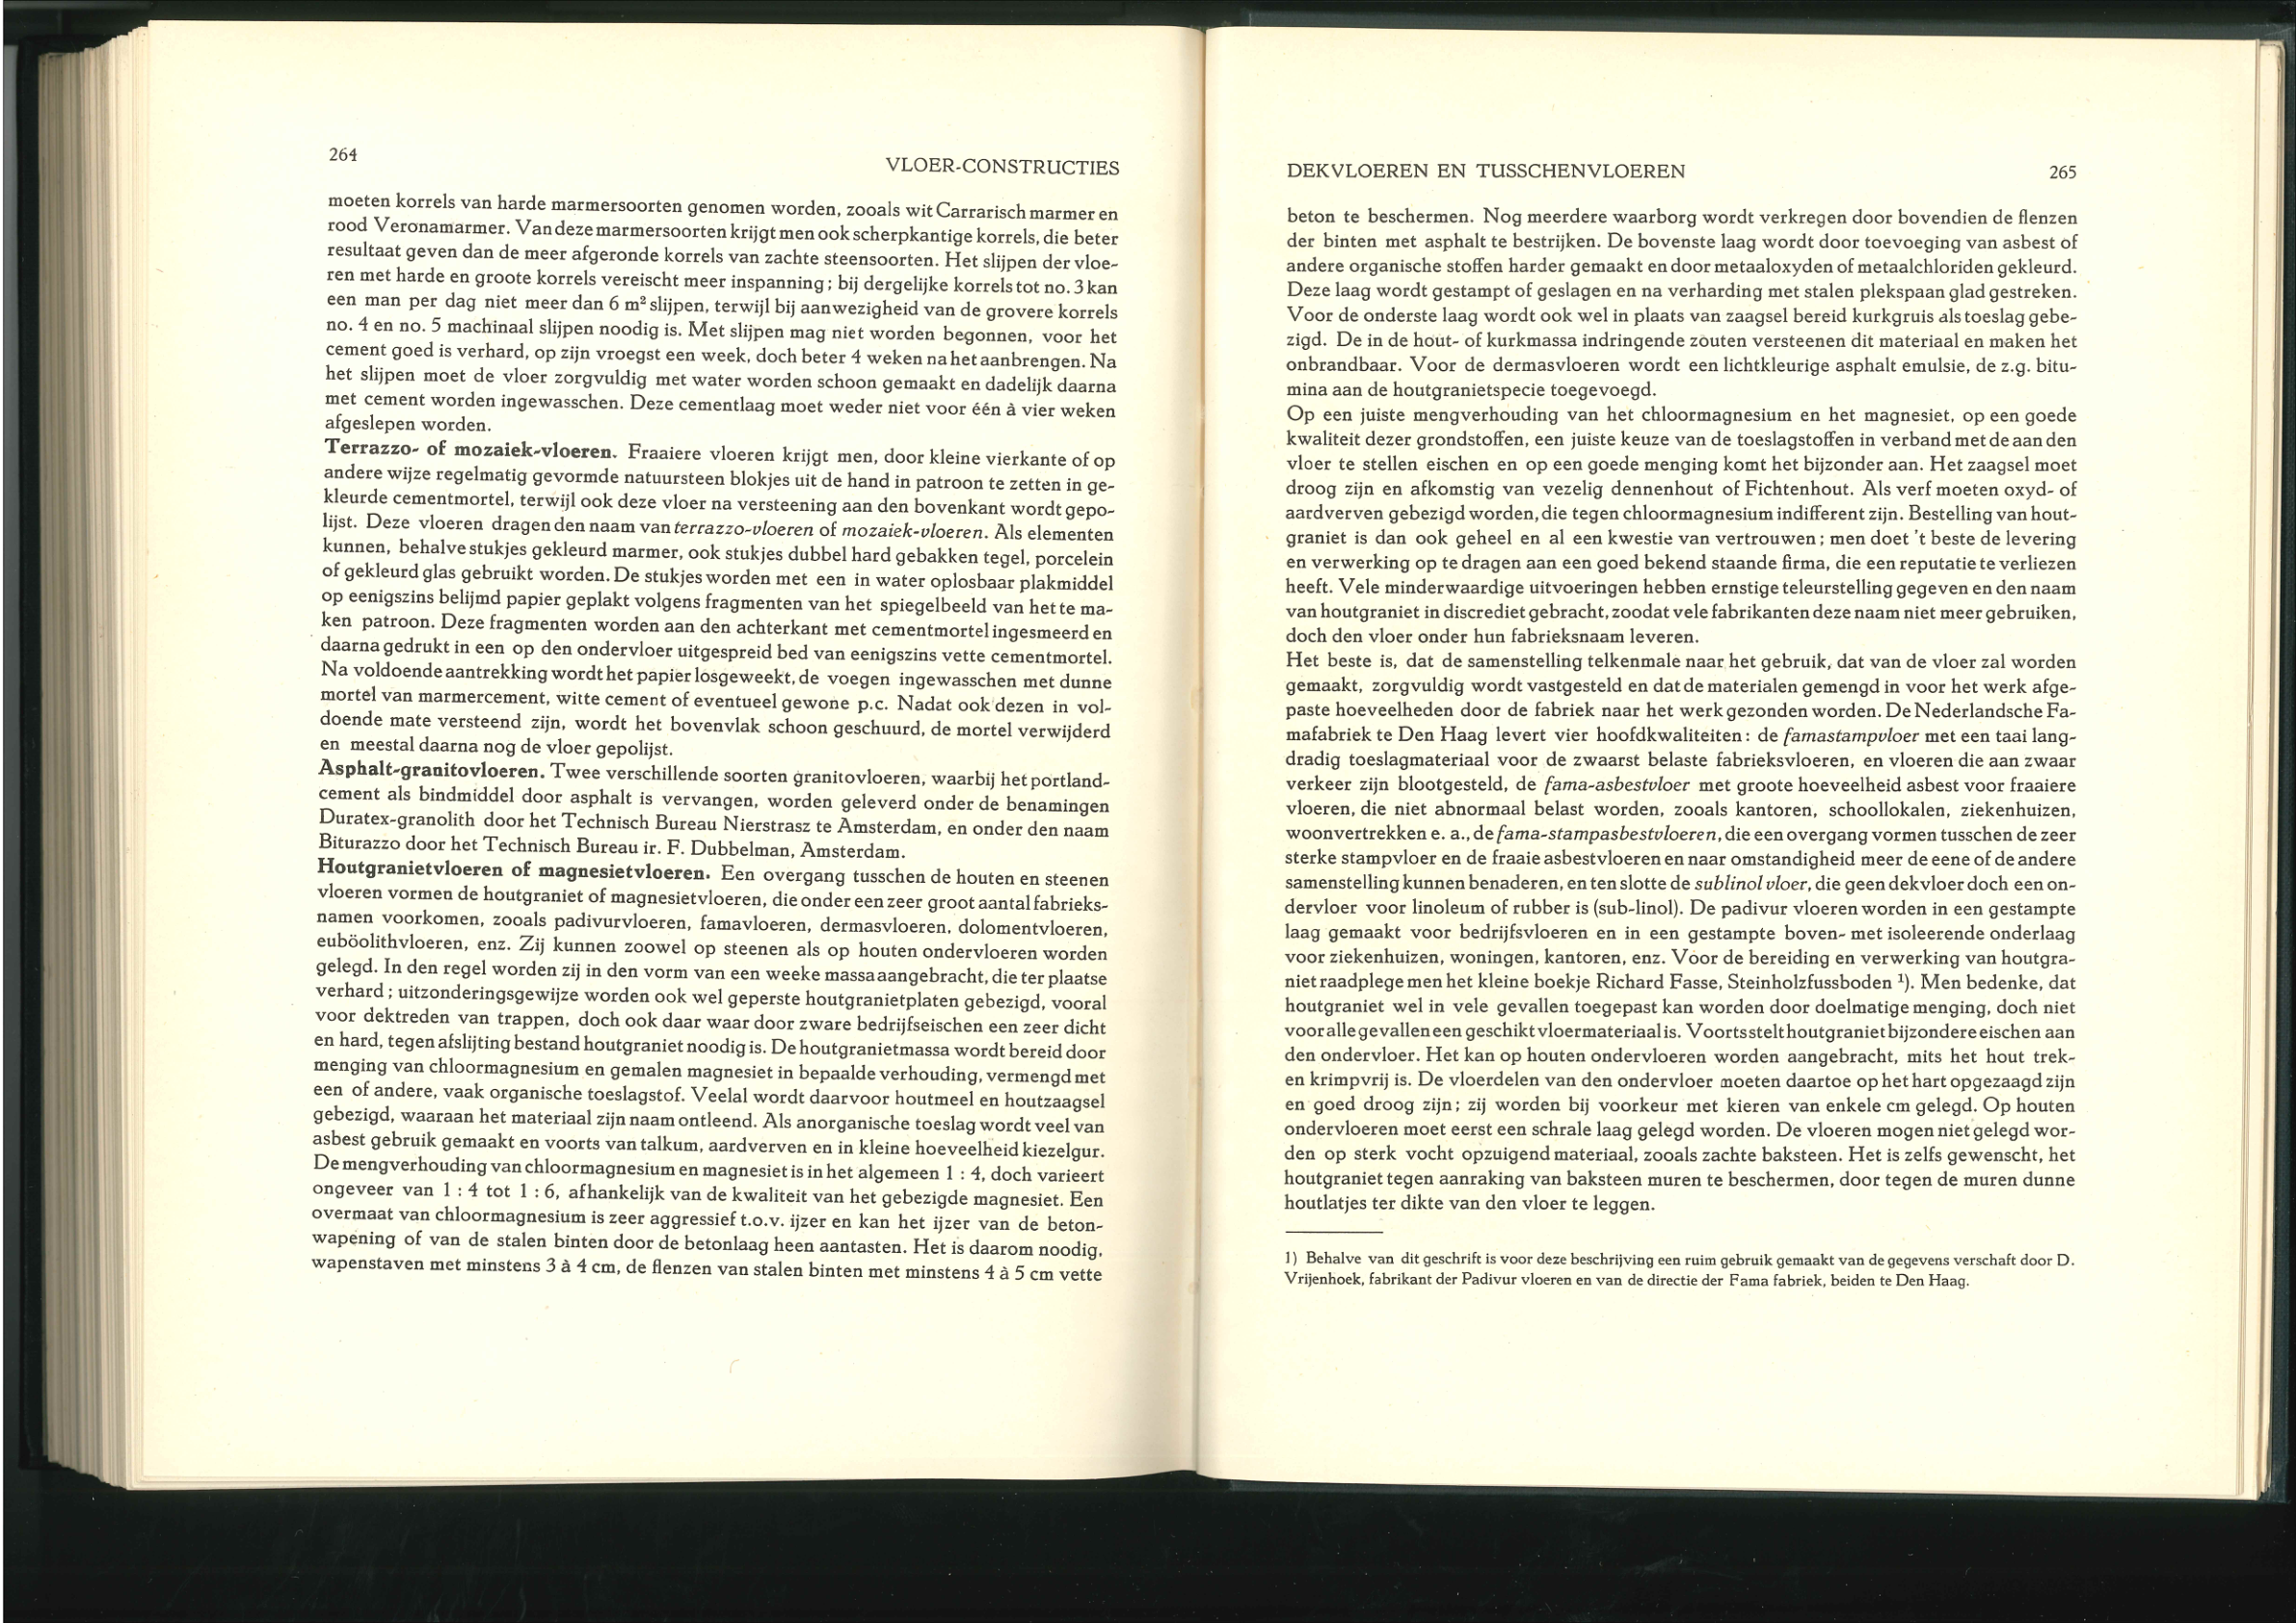 264
VLOER-CONSTRUCTIES
moeten korrels van harde marmersoorten genomen worden, zooals wit Carrarisch marmer en
rood Veronamarmer. Van deze marmersoorten krijgt men ook scherpkantige korrels, die beter
resultaat geven dan de meer afgeronde korrels van zachte steensoorten. Het slijpen der vloe-
ren met harde en groote korrels vereischt meer inspanning; bij dergelijke korrels tot no. 3 kan
een man per dag niet meer dan 6 m² slijpen, terwijl bij aanwezigheid van de grovere korrels
no. 4 en no. 5 machinaal slijpen noodig is. Met slijpen mag niet worden begonnen, voor het
cement goed is verhard, op zijn vroegst een week, doch beter 4 weken na het aanbrengen. Na
het slijpen moet de vloer zorgvuldig met water worden schoon gemaakt en dadelijk daarna
met cement worden ingewasschen. Deze cementlaag moet weder niet voor één à vier weken
afgeslepen worden.
Terrazzo- of mozaiek-vloeren. Fraaiere vloeren krijgt men, door kleine vierkante of op
andere wijze regelmatig gevormde natuursteen blokjes uit de hand in patroon te zetten in ge-
kleurde cementmortel, terwijl ook deze vloer na versteening aan den bovenkant wordt gepo-
lijst. Deze vloeren dragen den naam van terrazzo-vloeren of mozaiek-vloeren. Als elementen
kunnen, behalve stukjes gekleurd marmer, ook stukjes dubbel hard gebakken tegel, porcelein
of gekleurd glas gebruikt worden. De stukjes worden met een in water oplosbaar plakmiddel
op eenigszins belijmd papier geplakt volgens fragmenten van het spiegelbeeld van het te ma-
ken patroon. Deze fragmenten worden aan den achterkant met cementmortel ingesmeerd en
daarna gedrukt in een op den ondervloer uitgespreid bed van eenigszins vette cementmortel.
Na voldoende aantrekking wordt het papier losgeweekt, de voegen ingewasschen met dunne
mortel van marmercement, witte cement of eventueel gewone p.c. Nadat ook dezen in vol-
doende mate versteend zijn, wordt het bovenvlak schoon geschuurd, de mortel verwijderd
en meestal daarna nog de vloer gepolijst.
Asphalt-granitovloeren. Twee verschillende soorten granitovloeren, waarbij het portland-
cement als bindmiddel door asphalt is vervangen, worden geleverd onder de benamingen
Duratex-granolith door het Technisch Bureau Nierstrasz te Amsterdam, en onder den naam
Biturazzo door het Technisch Bureau ir. F. Dubbelman, Amsterdam.
Houtgranietvloeren of magnesietvloeren. Een overgang tusschen de houten en steenen
vloeren vormen de houtgraniet of magnesietvloeren, die onder een zeer groot aantal fabrieks-
namen voorkomen, zooals padivurvloeren, famavloeren, dermasvloeren, dolomentvloeren,
euböolithvloeren, enz. Zij kunnen zoowel op steenen als op houten ondervloeren worden
gelegd. In den regel worden zij in den vorm van een weeke massa aangebracht, die ter plaatse
verhard; uitzonderingsgewijze worden ook wel geperste houtgranietplaten gebezigd, vooral
voor dektreden van trappen, doch ook daar waar door zware bedrijfseischen een zeer dicht
en hard, tegen afslijting bestand houtgraniet noodig is. De houtgranietmassa wordt bereid door
menging van chloormagnesium en gemalen magnesiet in bepaalde verhouding, vermengd met
een of andere, vaak organische toeslagstof. Veelal wordt daarvoor houtmeel en houtzaagsel
gebezigd, waaraan het materiaal zijn naam ontleend. Als anorganische toeslag wordt veel van
asbest gebruik gemaakt en voorts van talkum, aardverven en in kleine hoeveelheid kiezelgur.
De mengverhouding van chloormagnesium en magnesiet is in het algemeen 1 : 4, doch varieert
ongeveer van 1 : 4 tot 1 : 6, afhankelijk van de kwaliteit van het gebezigde magnesiet. Een
overmaat van chloormagnesium is zeer aggressief t.o.v. ijzer en kan het ijzer van de beton-
wapening of van de stalen binten door de betonlaag heen aantasten. Het is daarom noodig,
wapenstaven met minstens 3 à 4 cm, de flenzen van stalen binten met minstens 4 à 5 cm vette
DEKVLOEREN EN TUSSCHENVLOEREN
265
beton te beschermen. Nog meerdere waarborg wordt verkregen door bovendien de flenzen
der binten met asphalt te bestrijken. De bovenste laag wordt door toevoeging van asbest of
andere organische stoffen harder gemaakt en door metaaloxyden of metaalchloriden gekleurd.
Deze laag wordt gestampt of geslagen en na verharding met stalen plekspaan glad gestreken.
Voor de onderste laag wordt ook wel in plaats van zaagsel bereid kurkgruis als toeslag gebe-
zigd. De in de hout- of kurkmassa indringende zouten versteenen dit materiaal en maken het
onbrandbaar. Voor de dermasvloeren wordt een lichtkleurige asphalt emulsie, de z.g. bitu-
mina aan de houtgranietspecie toegevoegd.
Op een juiste mengverhouding van het chloormagnesium en het magnesiet, op een goede
kwaliteit dezer grondstoffen, een juiste keuze van de toeslagstoffen in verband met de aan den
vloer te stellen eischen en op een goede menging komt het bijzonder aan. Het zaagsel moet
droog zijn en afkomstig van vezelig dennenhout of Fichtenhout. Als verf moeten oxyd- of
aardverven gebezigd worden, die tegen chloormagnesium indifferent zijn. Bestelling van hout-
graniet is dan ook geheel en al een kwestie van vertrouwen; men doet 't beste de levering
en verwerking op te dragen aan een goed bekend staande firma, die een reputatie te verliezen
heeft. Vele minderwaardige uitvoeringen hebben ernstige teleurstelling gegeven en den naam
van houtgraniet in discrediet gebracht, zoodat vele fabrikanten deze naam niet meer gebruiken,
doch den vloer onder hun fabrieksnaam leveren.
Het beste is, dat de samenstelling telkenmale naar het gebruik, dat van de vloer zal worden
gemaakt, zorgvuldig wordt vastgesteld en dat de materialen gemengd in voor het werk afge-
paste hoeveelheden door de fabriek naar het werk gezonden worden. De Nederlandsche Fa-
mafabriek te Den Haag levert vier hoofdkwaliteiten: de famastampvloer met een taai lang-
dradig toeslagmateriaal voor de zwaarst belaste fabrieksvloeren, en vloeren die aan zwaar
verkeer zijn blootgesteld, de fama-asbestvloer met groote hoeveelheid asbest voor fraaiere
vloeren, die niet abnormaal belast worden, zooals kantoren, schoollokalen, ziekenhuizen,
woonvertrekken e. a., de fama-stampasbestvloeren, die een overgang vormen tusschen de zeer
sterke stampvloer en de fraaie asbestvloeren en naar omstandigheid meer de eene of de andere
samenstelling kunnen benaderen, en ten slotte de sublinol vloer, die geen dekvloer doch een on-
dervloer voor linoleum of rubber is (sub-linol). De padivur vloeren worden in een gestampte
laag gemaakt voor bedrijfsvloeren en in een gestampte boven- met isoleerende onderlaag
voor ziekenhuizen, woningen, kantoren, enz. Voor de bereiding en verwerking van houtgra-
niet raadplege men het kleine boekje Richard Fasse, Steinholzfussboden ¹). Men bedenke, dat
houtgraniet wel in vele gevallen toegepast kan worden door doelmatige menging, doch niet
voor alle gevallen een geschikt vloermateriaal is. Voorts stelt houtgraniet bijzondere eischen aan
den ondervloer. Het kan op houten ondervloeren worden aangebracht, mits het hout trek-
en krimpvrij is. De vloerdelen van den ondervloer moeten daartoe op het hart opgezaagd zijn
en goed droog zijn; zij worden bij voorkeur met kieren van enkele cm gelegd. Op houten
ondervloeren moet eerst een schrale laag gelegd worden. De vloeren mogen niet gelegd wor-
den op sterk vocht opzuigend materiaal, zooals zachte baksteen. Het is zelfs gewenscht, het
houtgraniet tegen aanraking van baksteen muren te beschermen, door tegen de muren dunne
houtlatjes ter dikte van den vloer te leggen.
1) Behalve van dit geschrift is voor deze beschrijving een ruim gebruik gemaakt van de gegevens verschaft door D.
Vrijenhoek, fabrikant der Padivur vloeren en van de directie der Fama fabriek, beiden te Den Haag.